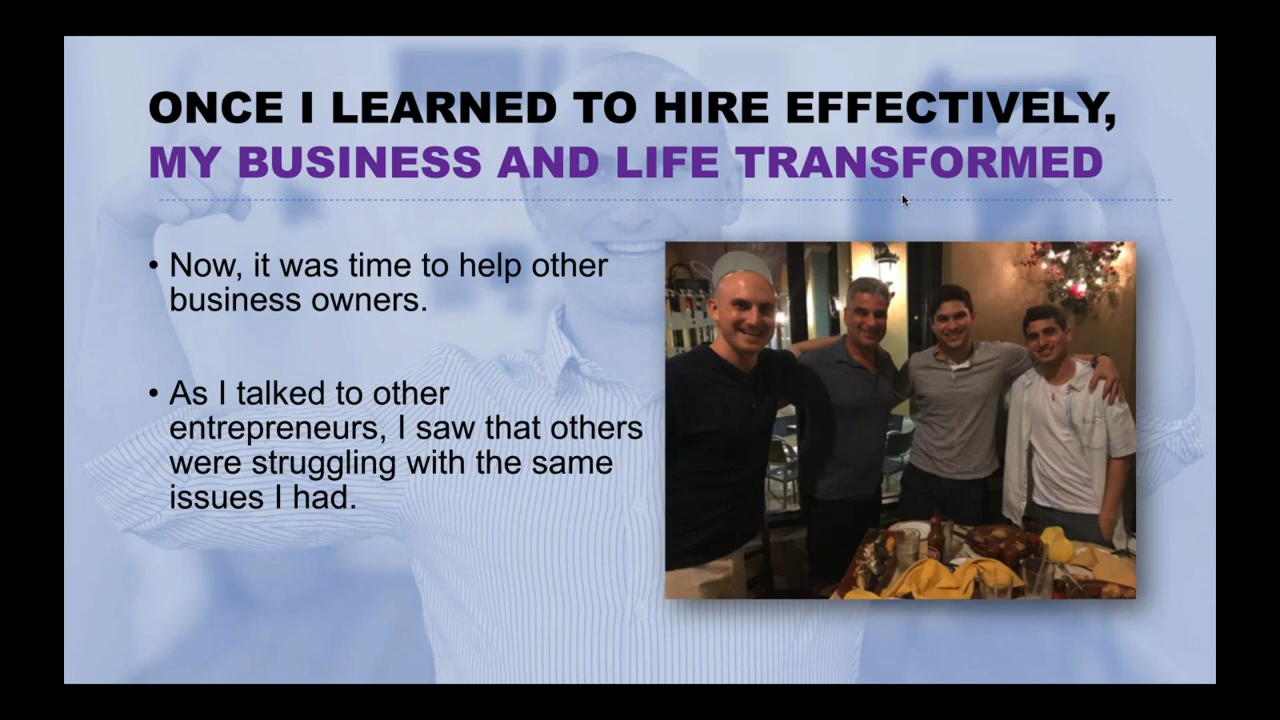 ONCE I LEARNED TO HIRE EFFECTIVELY,
MY BUSINESS AND LIFE TRANSFORMED
• Now, it was time to help other
business owners.
• As I talked to other
entrepreneurs, I saw that others
were struggling with the same
issues I had.